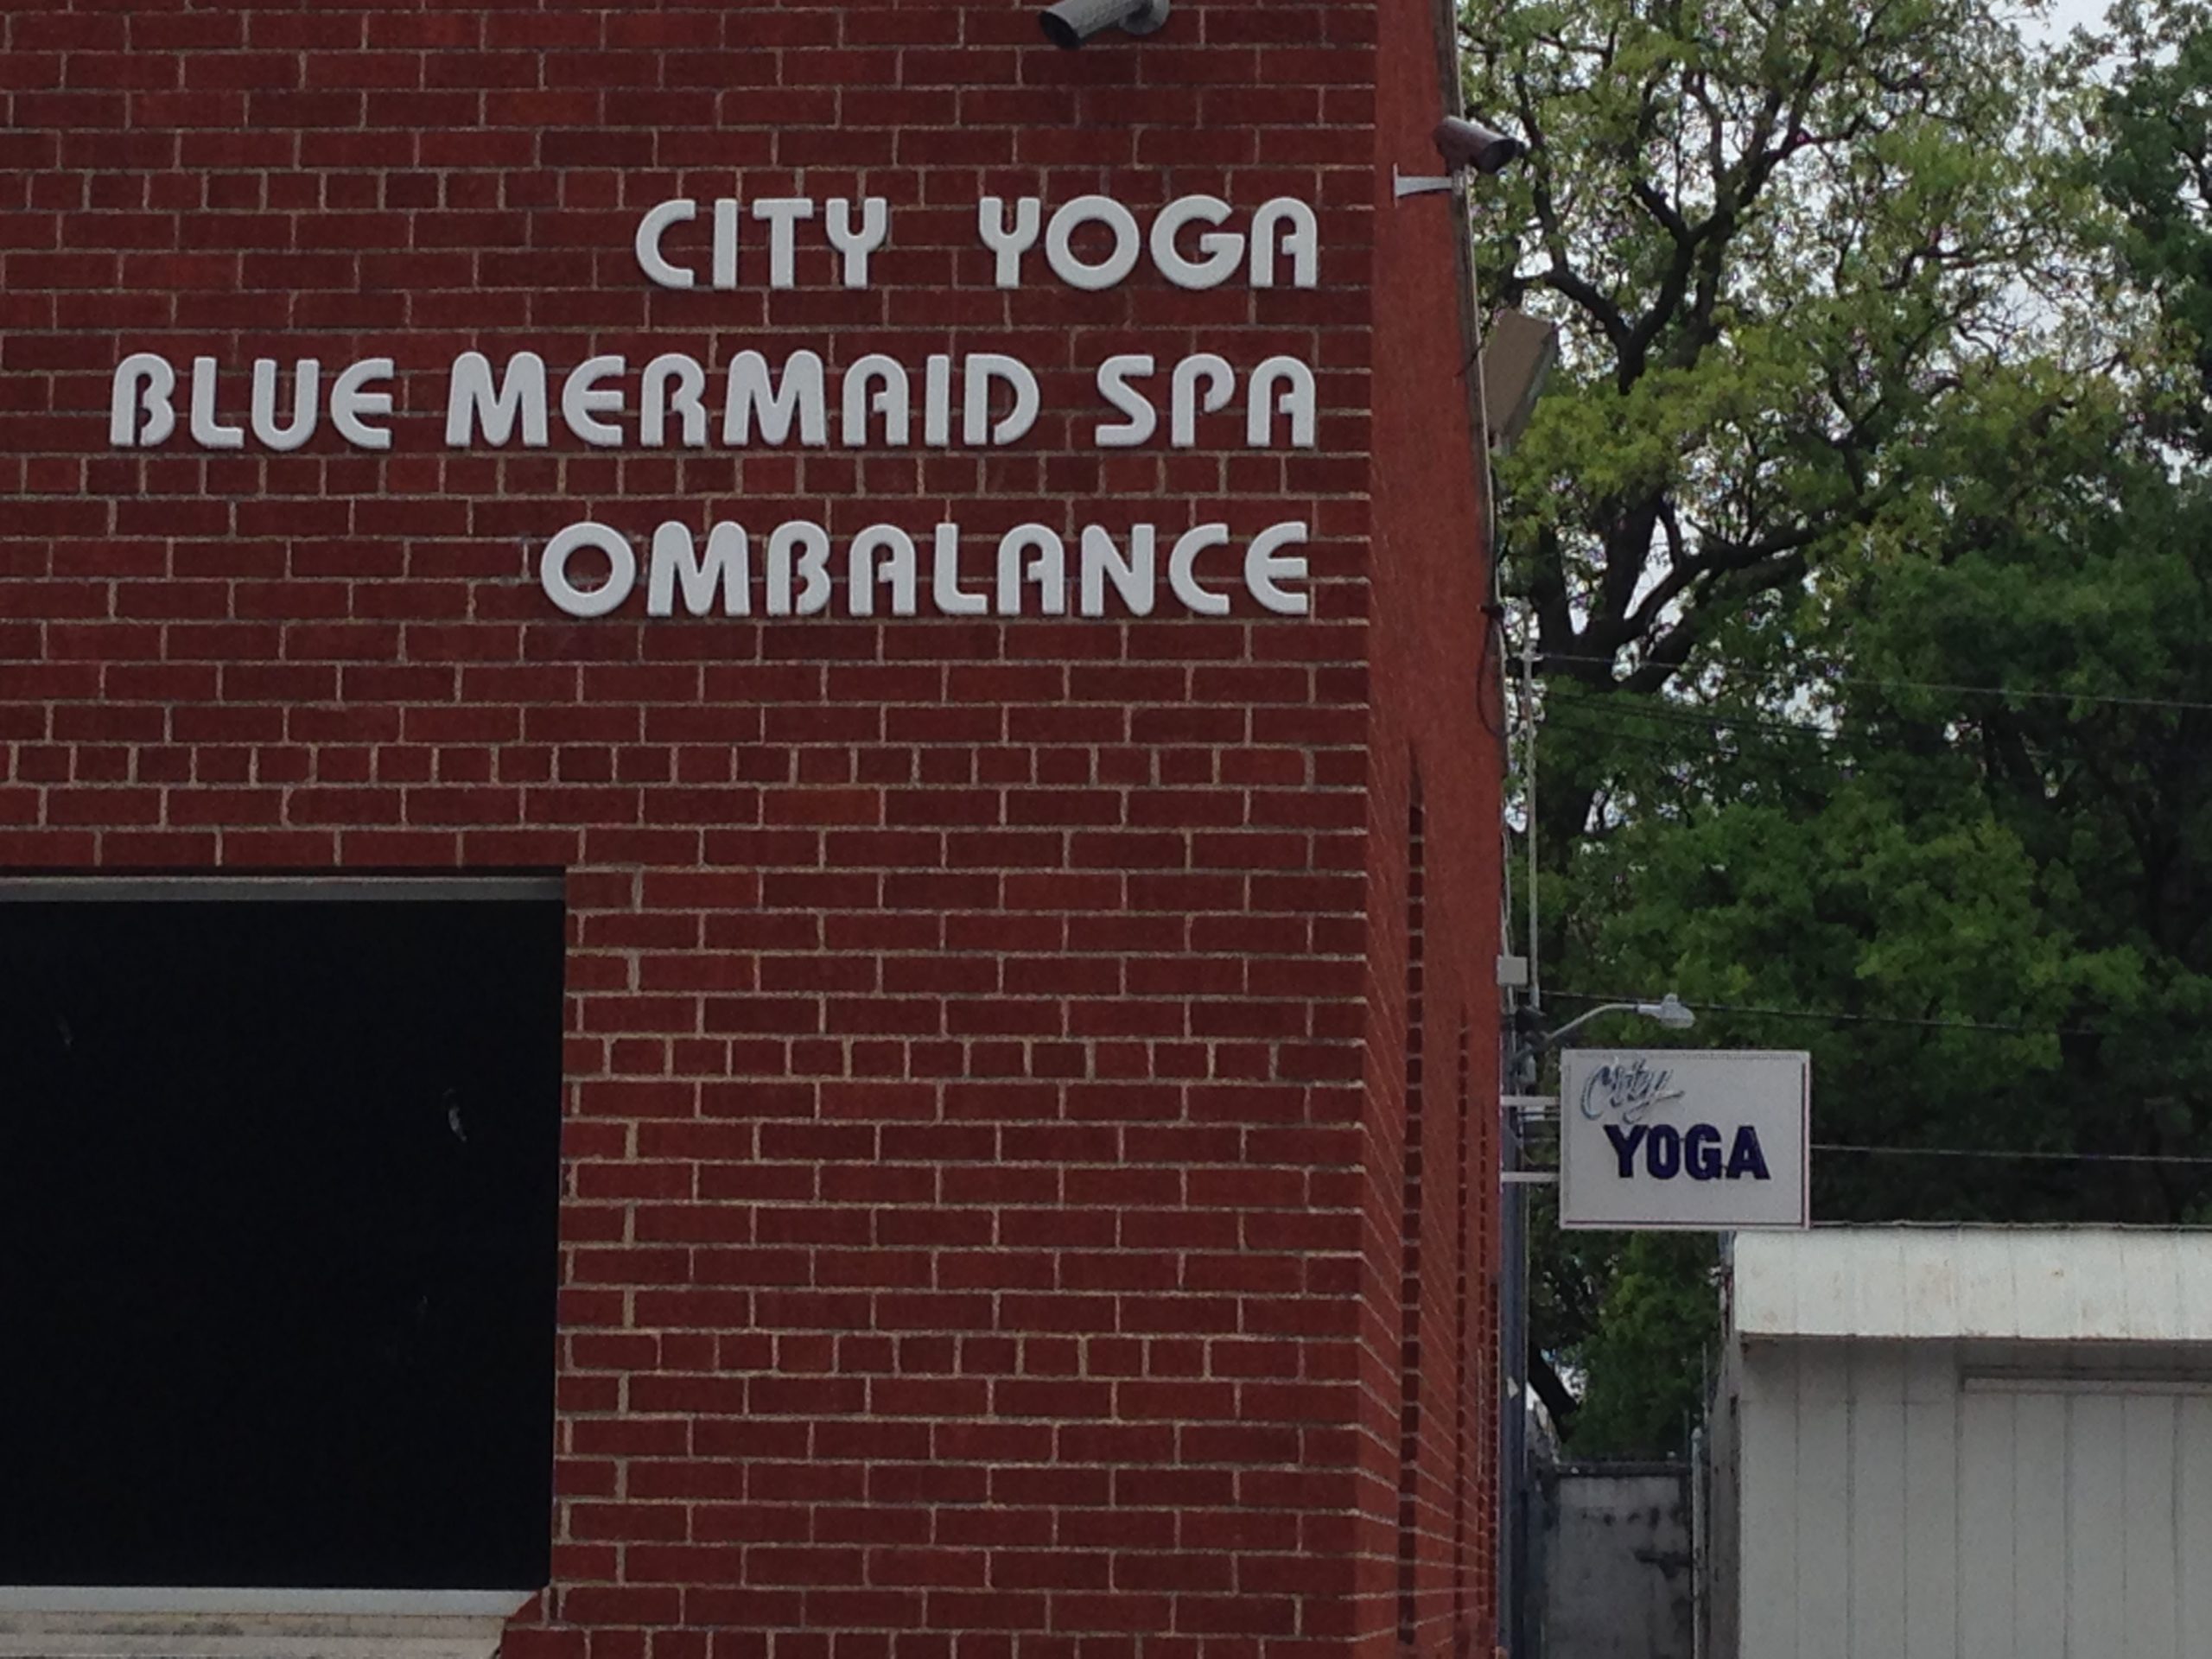 CITY YOGA
BLUE MERMAID SPA
OMBALANCE
City
YOGA